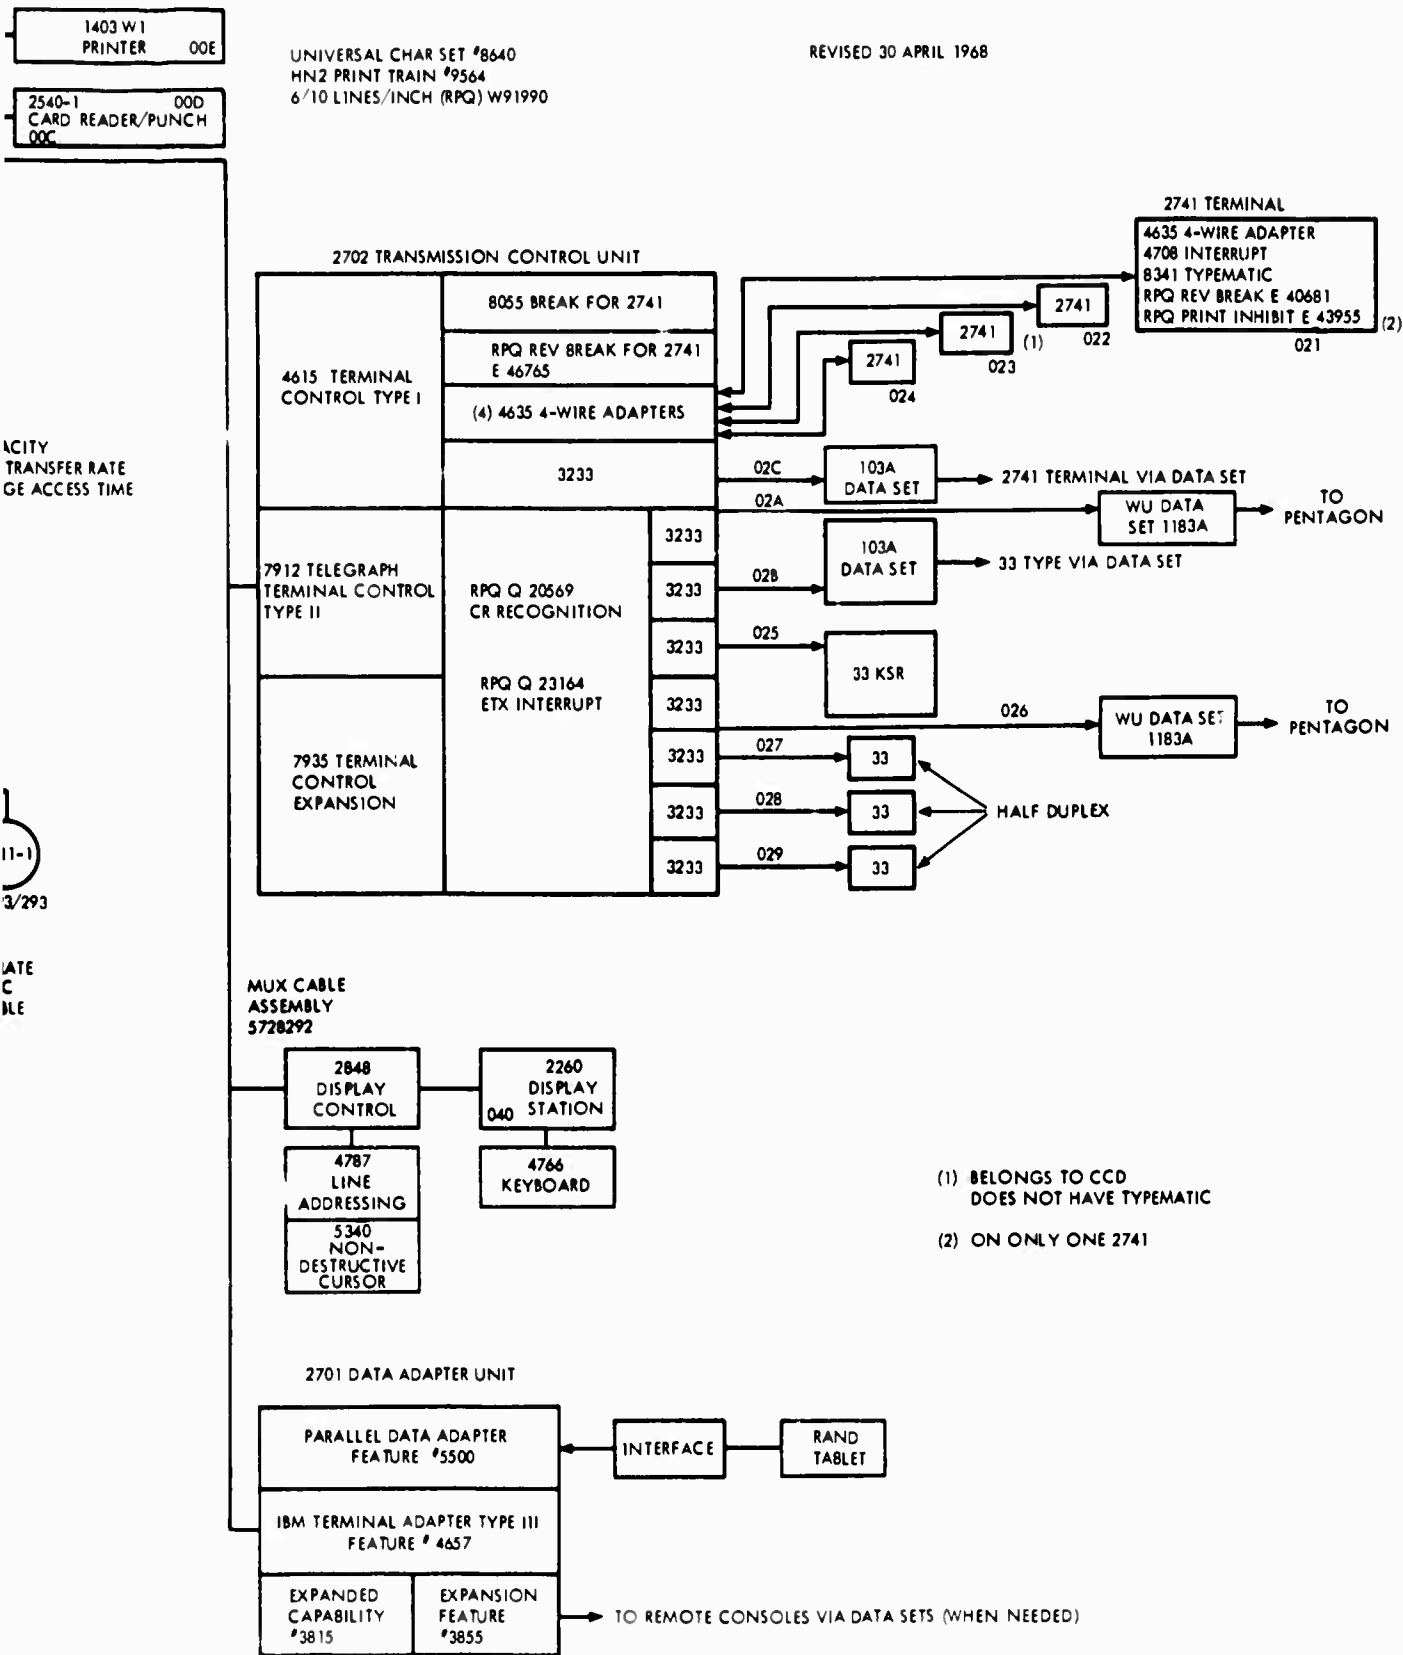 1403 W1
PRINTER 00E
UNIVERSAL CHAR SET #8640
HN2 PRINT TRAIN #9564
6/10 LINES/INCH (RPQ) W91990
REVISED 30 APRIL 1968
2540-1 00D
CARD READER/PUNCH
00C
2702 TRANSMISSION CONTROL UNIT
4615 TERMINAL
CONTROL TYPE I
8055 BREAK FOR 2741
RPQ REV BREAK FOR 2741
E 46765
(4) 4635 4-WIRE ADAPTERS
3233
2741 TERMINAL
4635 4-WIRE ADAPTER
4708 INTERRUPT
8341 TYPEMATIC
RPQ REV BREAK E 40681
RPQ PRINT INHIBIT E 43955
(2)
021
2741
022
2741
(1)
023
2741
024
ACITY
TRANSFER RATE
GE ACCESS TIME
02C
103A
DATA SET
2741 TERMINAL VIA DATA SET
02A
WU DATA
SET 1183A
TO
PENTAGON
7912 TELEGRAPH
TERMINAL CONTROL
TYPE II
RPQ Q 20569
CR RECOGNITION
RPQ Q 23164
ETX INTERRUPT
3233
3233
3233
3233
3233
3233
3233
02B
103A
DATA SET
33 TYPE VIA DATA SET
025
33 KSR
026
WU DATA SET
1183A
TO
PENTAGON
7935 TERMINAL
CONTROL
EXPANSION
027
33
028
33
029
33
HALF DUPLEX
11-1
3/293
ATE
C
BLE
MUX CABLE
ASSEMBLY
5728292
2848
DISPLAY
CONTROL
2260
DISPLAY
040 STATION
4787
LINE
ADDRESSING
4766
KEYBOARD
5340
NON-
DESTRUCTIVE
CURSOR
(1) BELONGS TO CCD
DOES NOT HAVE TYPEMATIC
(2) ON ONLY ONE 2741
2701 DATA ADAPTER UNIT
PARALLEL DATA ADAPTER
FEATURE #5500
INTERFACE
RAND
TABLET
IBM TERMINAL ADAPTER TYPE III
FEATURE # 4657
EXPANDED
CAPABILITY
#3815
EXPANSION
FEATURE
#3855
TO REMOTE CONSOLES VIA DATA SETS (WHEN NEEDED)